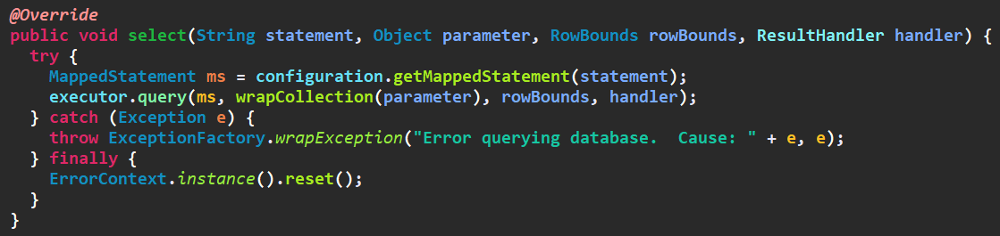 @Override
public void select(String statement, Object parameter, RowBounds rowBounds, ResultHandler handler) {
  try {
    MappedStatement ms = configuration.getMappedStatement(statement);
    executor.query(ms, wrapCollection(parameter), rowBounds, handler);
  } catch (Exception e) {
    throw ExceptionFactory.wrapException("Error querying database.  Cause: " + e, e);
  } finally {
    ErrorContext.instance().reset();
  }
}